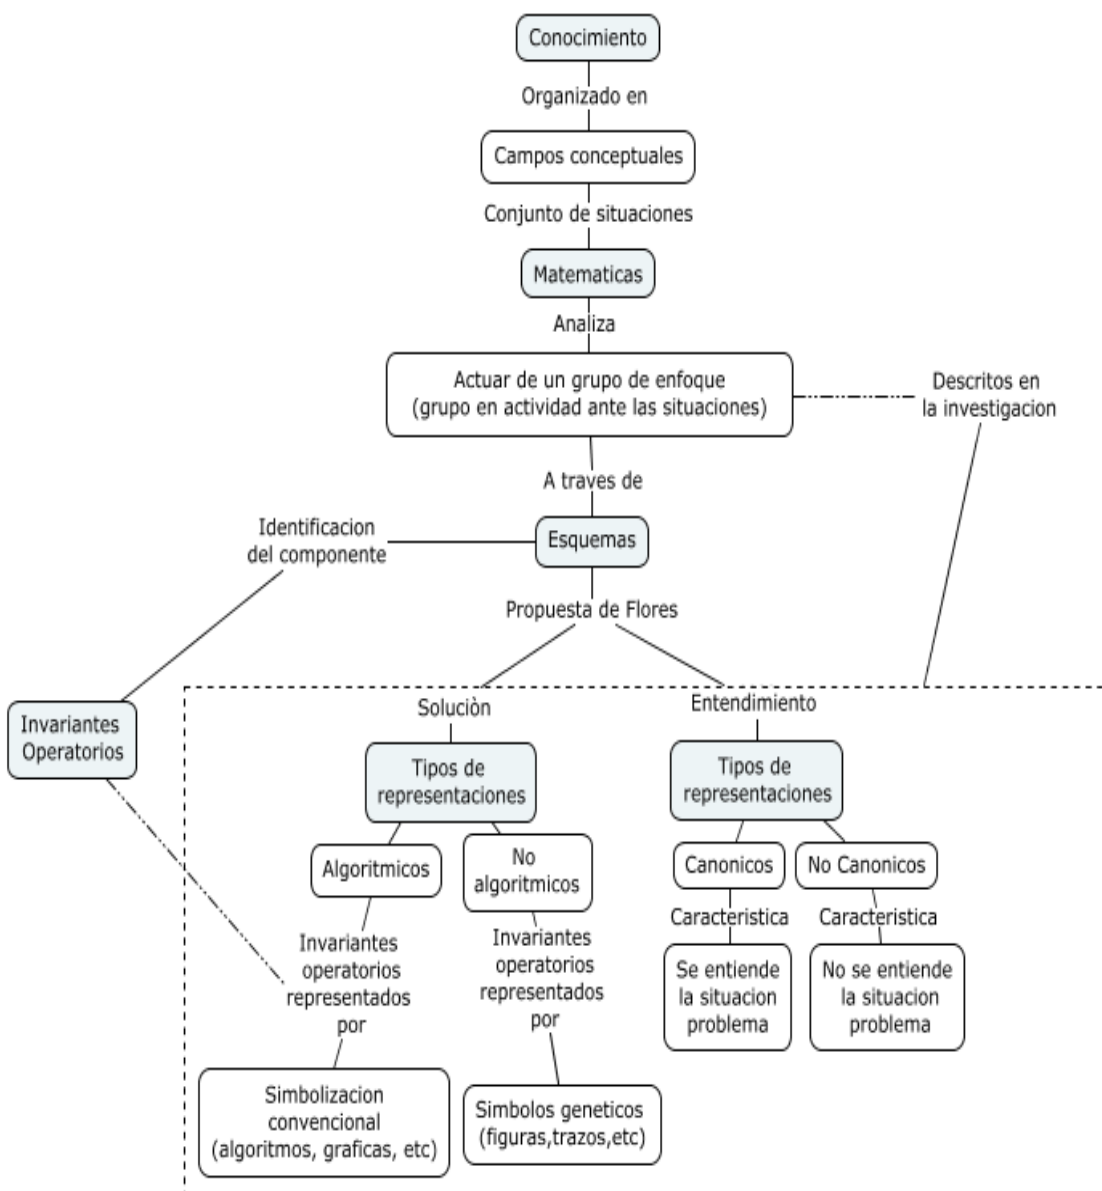 Conocimiento
Organizado en
Campos conceptuales
Conjunto de situaciones
Matematicas
Analiza
Actuar de un grupo de enfoque
(grupo en actividad ante las situaciones)
Descritos en
la investigacion
A traves de
Esquemas
Identificacion
del componente
Propuesta de Flores
Invariantes
Operatorios
Soluciòn
Tipos de
representaciones
Algoritmicos
No
algoritmicos
Invariantes
operatorios
representados
por
Invariantes
operatorios
representados
por
Simbolizacion
convencional
(algoritmos, graficas, etc)
Simbolos geneticos
(figuras,trazos,etc)
Entendimiento
Tipos de
representaciones
Canonicos
No Canonicos
Caracteristica
Caracteristica
Se entiende
la situacion
problema
No se entiende
la situacion
problema